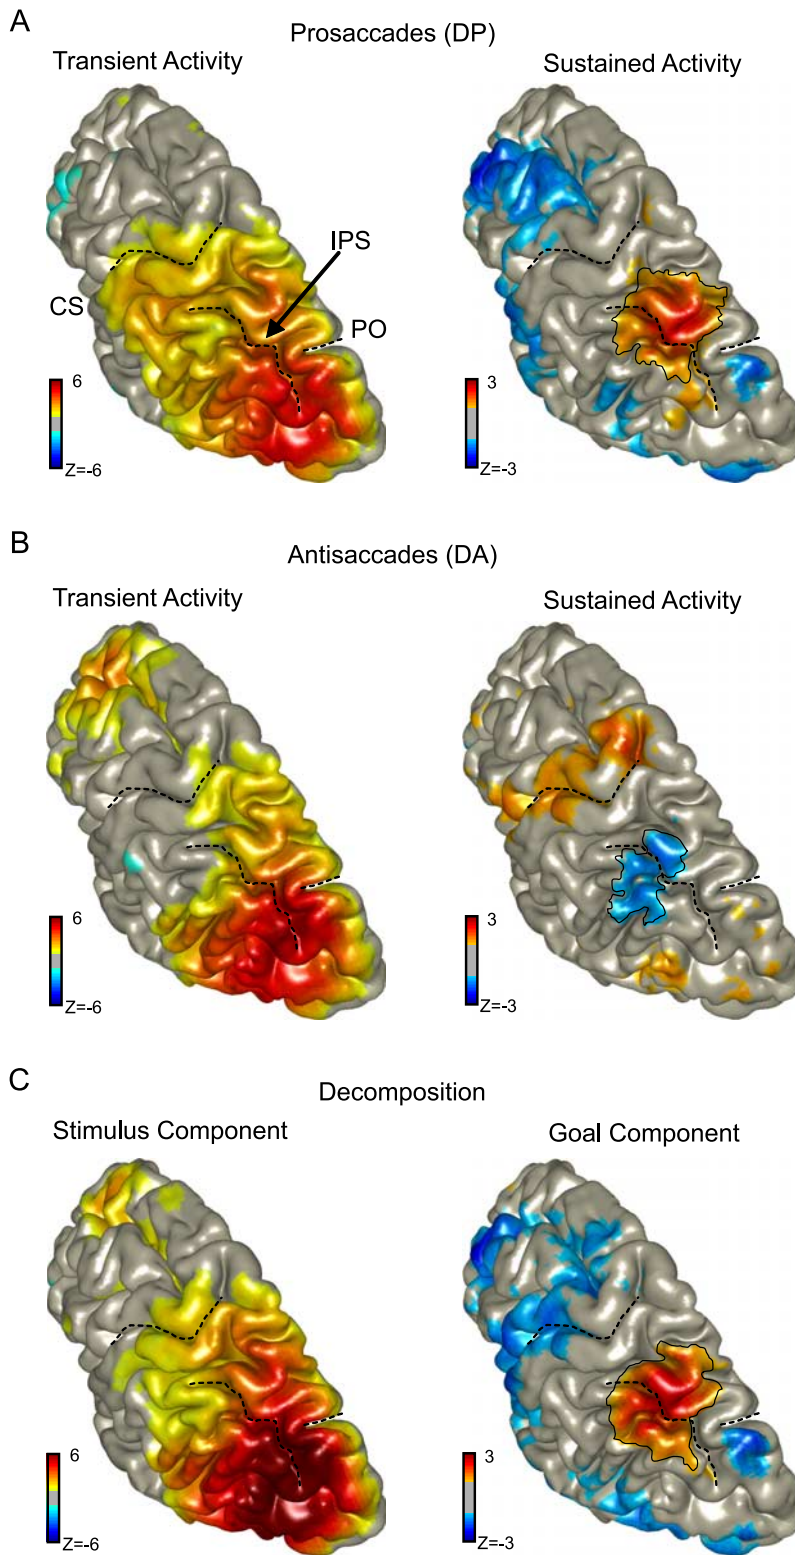 A
Prosaccades (DP)
Transient Activity
Sustained Activity
IPS
CS
PO
6
Z=-6
3
Z=-3
B
Antisaccades (DA)
Transient Activity
Sustained Activity
6
Z=-6
3
Z=-3
C
Decomposition
Stimulus Component
Goal Component
6
Z=-6
3
Z=-3